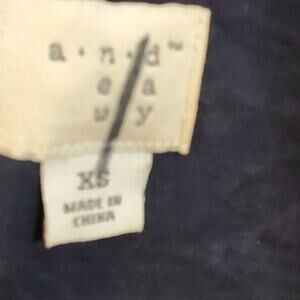 a · n · d™
e a
w y
XS
MADE IN
CHINA